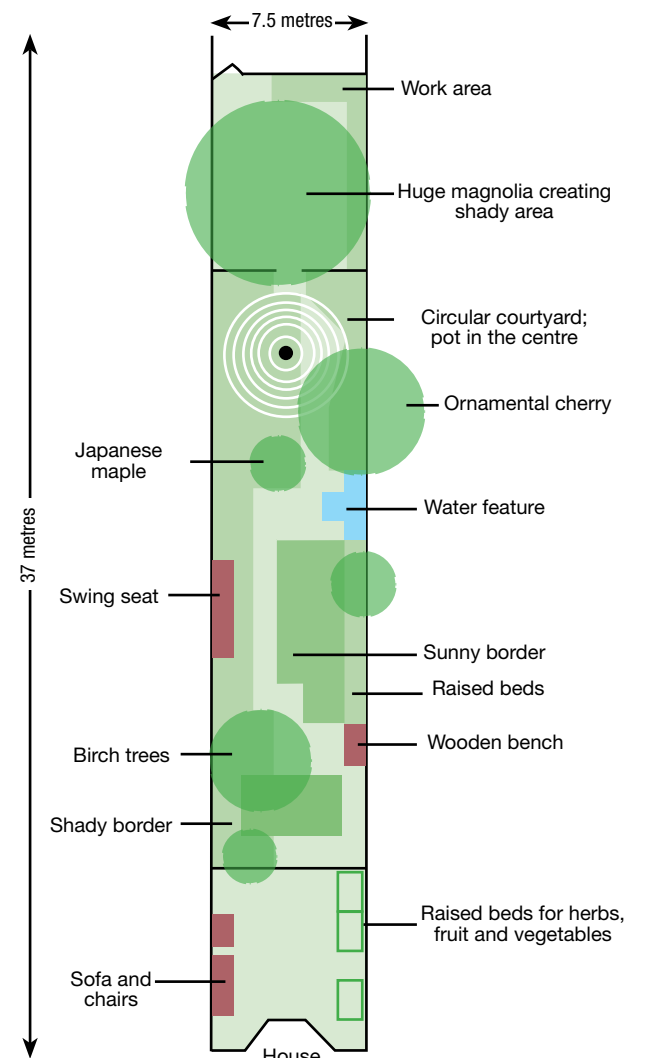 7.5 metres
Work area
Huge magnolia creating
shady area
Circular courtyard;
pot in the centre
Ornamental cherry
Japanese
maple
Water feature
37 metres
Swing seat
Sunny border
Raised beds
Wooden bench
Birch trees
Shady border
Raised beds for herbs,
fruit and vegetables
Sofa and
chairs
House